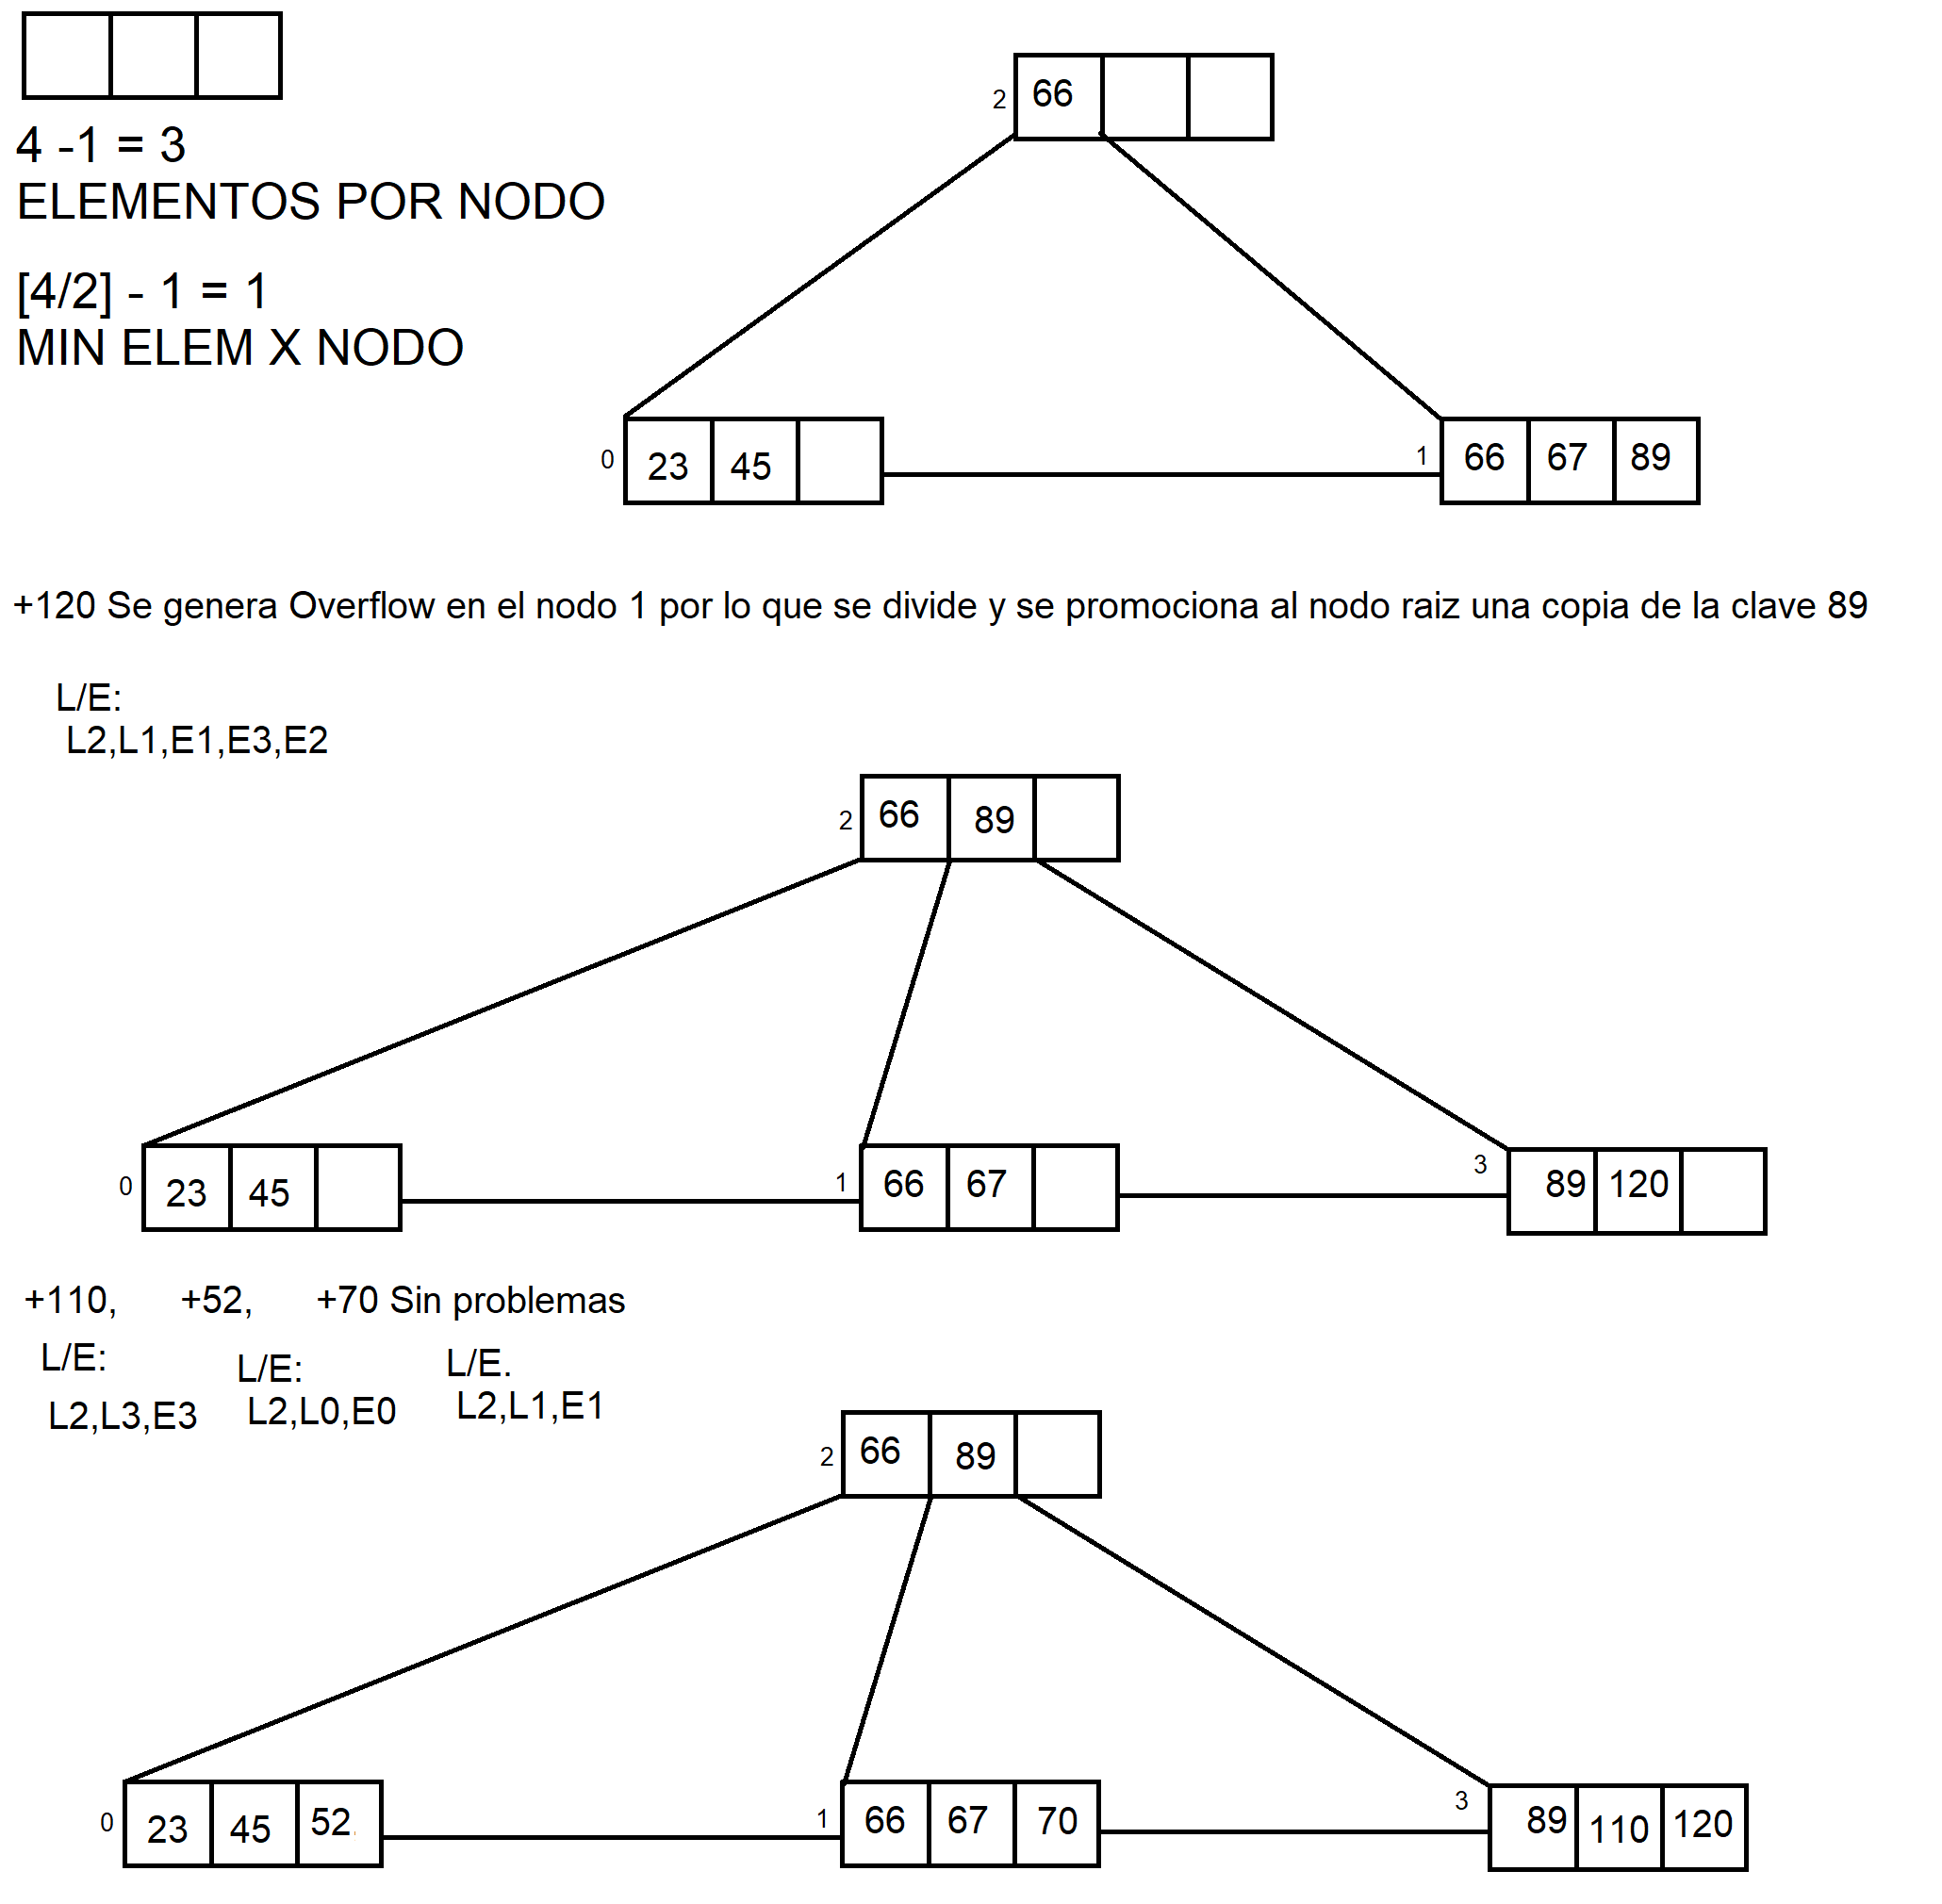 4 -1 = 3
ELEMENTOS POR NODO
[4/2] - 1 = 1
MIN ELEM X NODO
2 66
0 23 45
1 66 67 89
+120 Se genera Overflow en el nodo 1 por lo que se divide y se promociona al nodo raiz una copia de la clave 89
L/E:
L2,L1,E1,E3,E2
2 66 89
0 23 45
1 66 67
3 89 120
+110, +52, +70 Sin problemas
L/E:
L2,L3,E3
L/E:
L2,L0,E0
L/E.
L2,L1,E1
2 66 89
0 23 45 52.
1 66 67 70
3 89 110 120